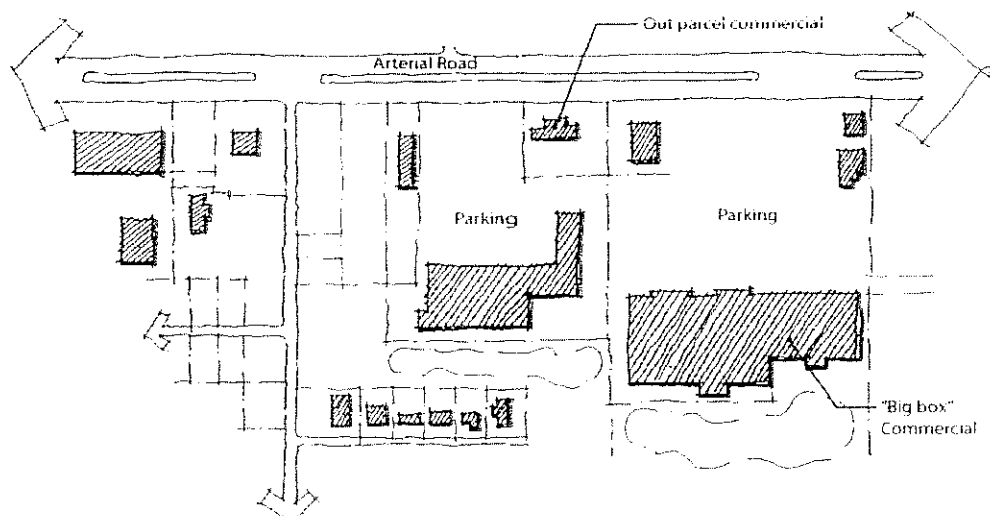 Out parcel commercial
Arterial Road
Parking
Parking
"Big box"
Commercial